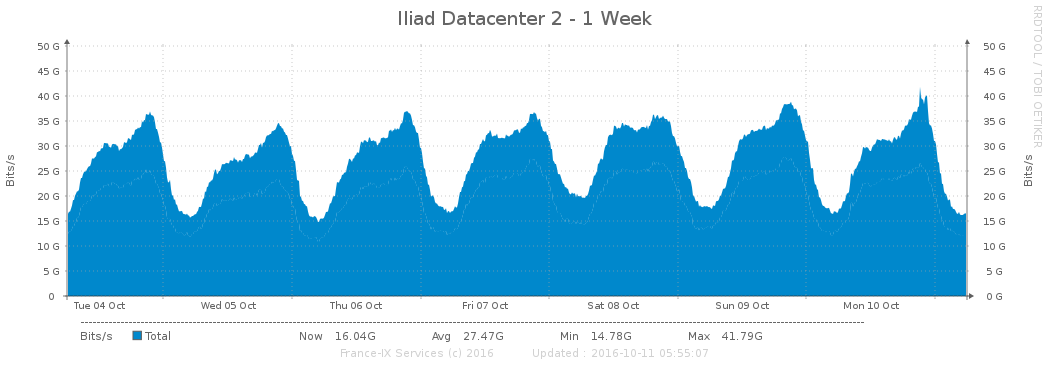 Iliad Datacenter 2 - 1 Week
RRDTOOL / TOBI OETIKER
Bits/s
Bits/s
50 G 50 G
45 G 45 G
40 G 40 G
35 G 35 G
30 G 30 G
25 G 25 G
20 G 20 G
15 G 15 G
10 G 10 G
5 G 5 G
0 0 G
Tue 04 Oct Wed 05 Oct Thu 06 Oct Fri 07 Oct Sat 08 Oct Sun 09 Oct Mon 10 Oct
Bits/s Total Now 16.04G Avg 27.47G Min 14.78G Max 41.79G
France-IX Services (c) 2016 Updated : 2016-10-11 05:55:07